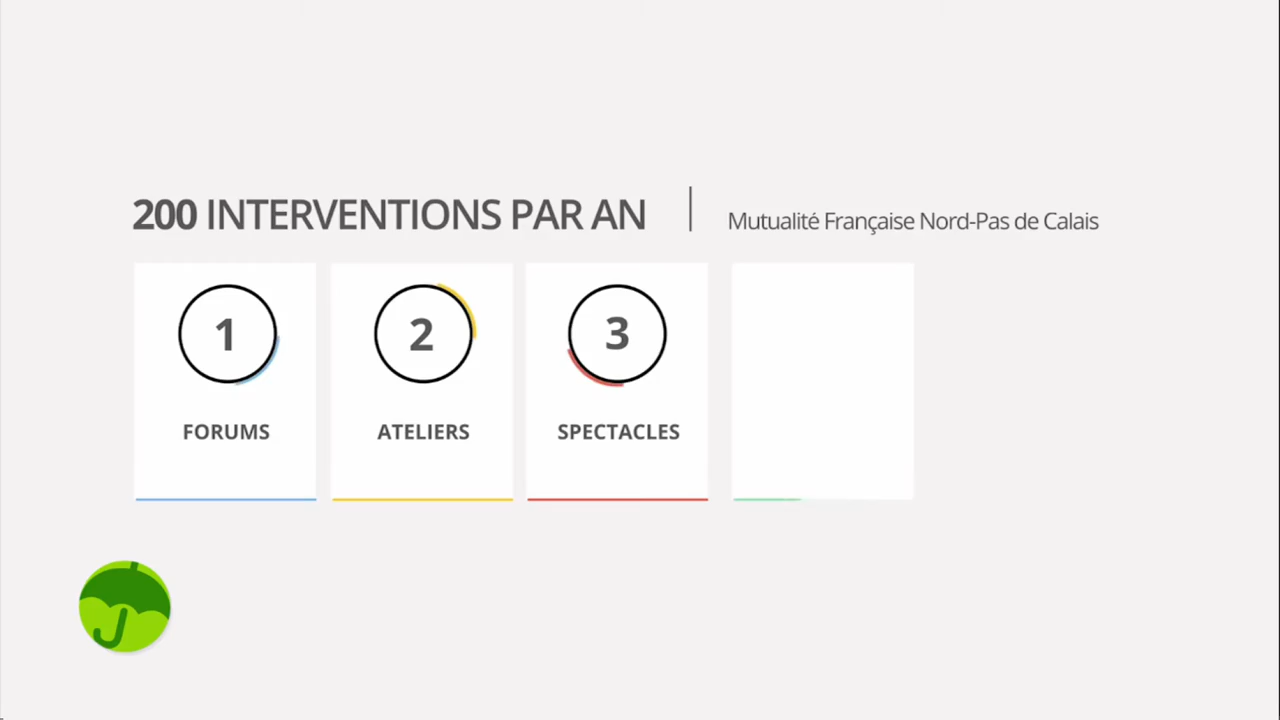 200 INTERVENTIONS PAR AN
Mutualité Française Nord-Pas de Calais
1
2
3
FORUMS
ATELIERS
SPECTACLES